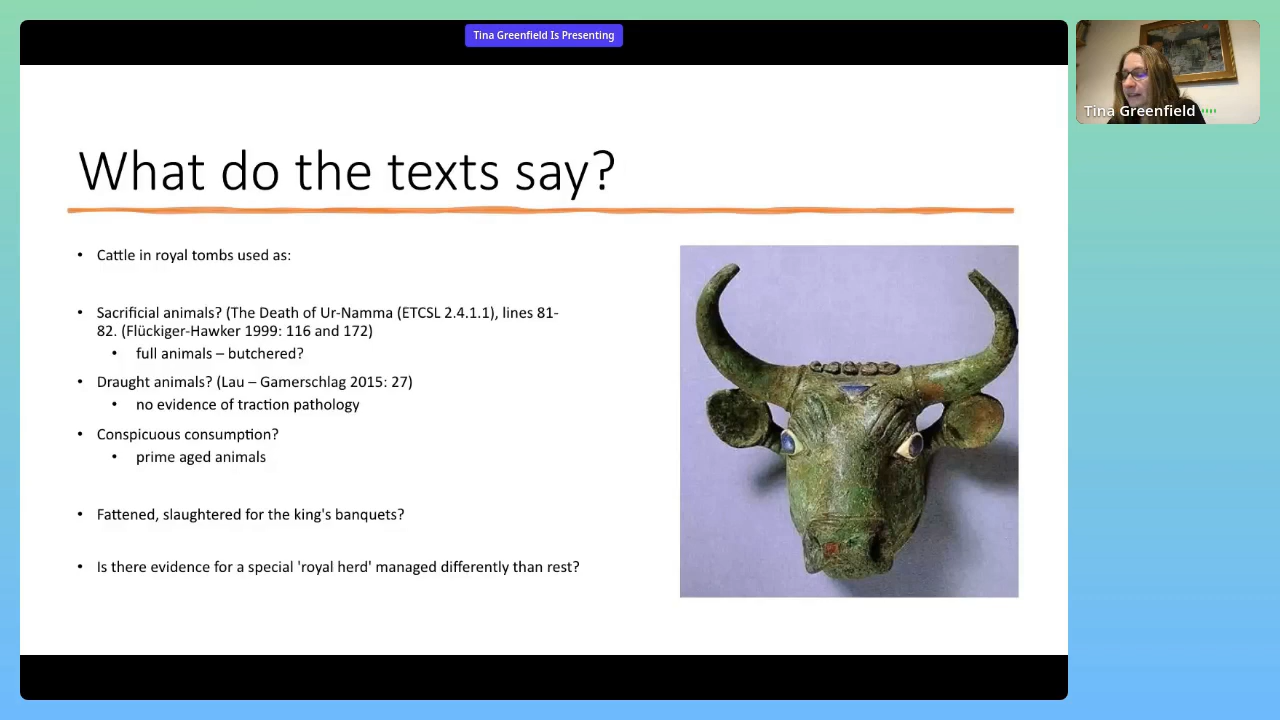 Tina Greenfield Is Presenting
Tina Greenfield
What do the texts say?
• Cattle in royal tombs used as:
• Sacrificial animals? (The Death of Ur-Namma (ETCSL 2.4.1.1), lines 81-
82. (Flückiger-Hawker 1999: 116 and 172)
• full animals – butchered?
• Draught animals? (Lau – Gamerschlag 2015: 27)
• no evidence of traction pathology
• Conspicuous consumption?
• prime aged animals
• Fattened, slaughtered for the king's banquets?
• Is there evidence for a special 'royal herd' managed differently than rest?